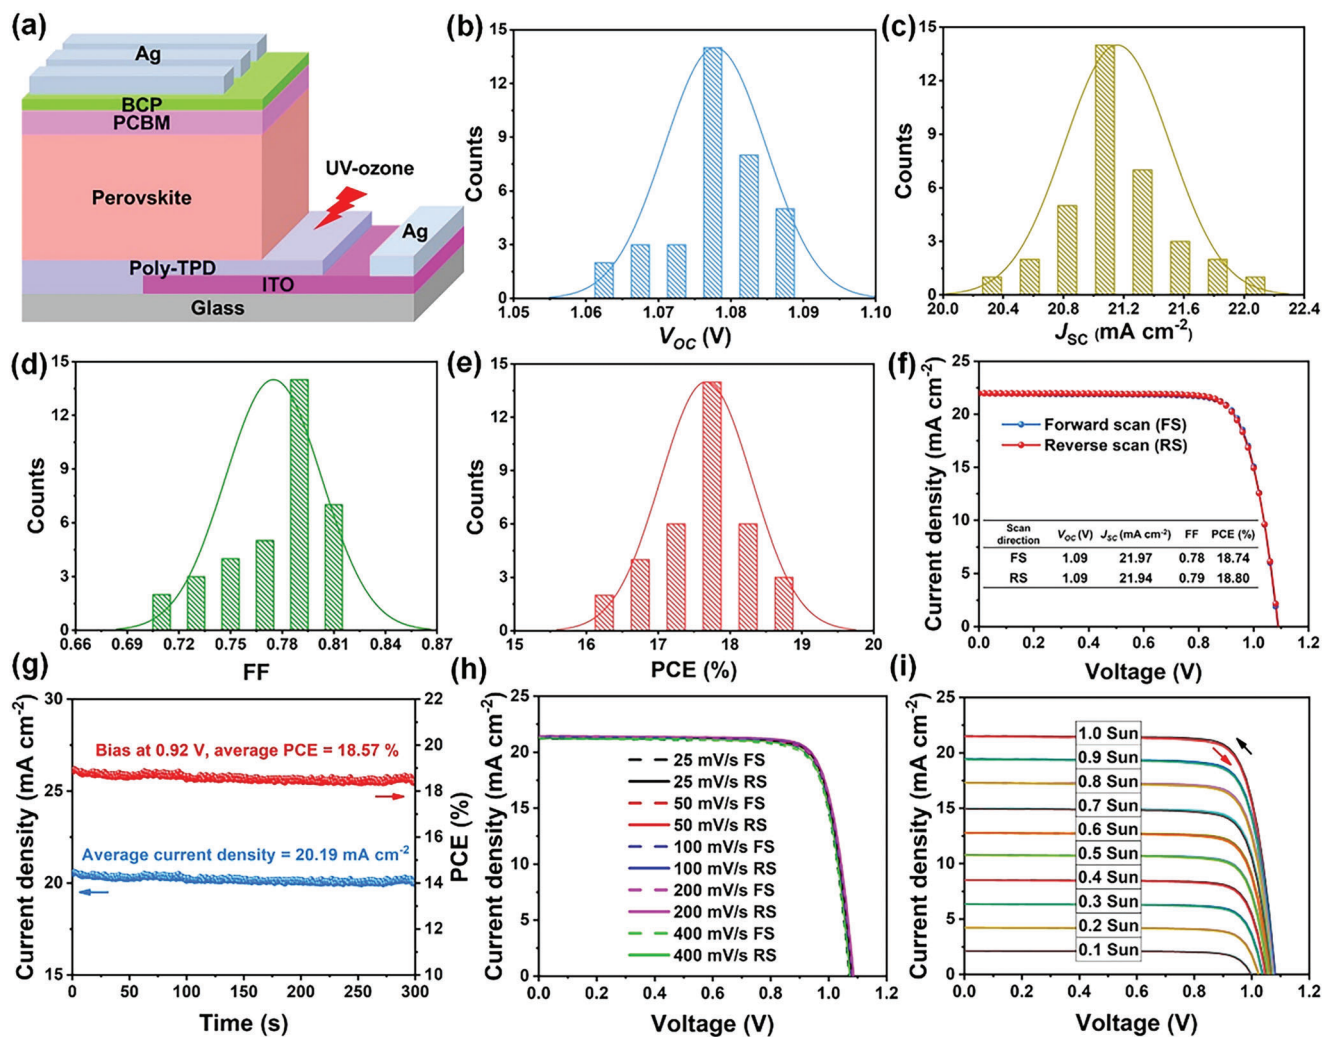 (a)
Ag
BCP
PCBM
Perovskite
UV-ozone
Ag
Poly-TPD
ITO
Glass
(b)
Counts
15
12
9
6
3
0
1.05 1.06 1.07 1.08 1.09 1.10
V_OC (V)
(c)
Counts
15
12
9
6
3
0
20.0 20.4 20.8 21.2 21.6 22.0 22.4
J_SC (mA cm⁻²)
(d)
Counts
15
12
9
6
3
0
0.66 0.69 0.72 0.75 0.78 0.81 0.84 0.87
FF
(e)
Counts
15
12
9
6
3
0
15 16 17 18 19 20
PCE (%)
(f)
Current density (mA cm⁻²)
25
20
15
10
5
0
Forward scan (FS)
Reverse scan (RS)
Scan direction V_OC (V) J_SC (mA cm⁻²) FF PCE (%)
FS 1.09 21.97 0.78 18.74
RS 1.09 21.94 0.79 18.80
0.0 0.2 0.4 0.6 0.8 1.0 1.2
Voltage (V)
(g)
Current density (mA cm⁻²)
30
25
20
15
Bias at 0.92 V, average PCE = 18.57 %
Average current density = 20.19 mA cm⁻²
22
20
18
16
14
12
10
PCE (%)
0 50 100 150 200 250 300
Time (s)
(h)
Current density (mA cm⁻²)
25
20
15
10
5
0
25 mV/s FS
25 mV/s RS
50 mV/s FS
50 mV/s RS
100 mV/s FS
100 mV/s RS
200 mV/s FS
200 mV/s RS
400 mV/s FS
400 mV/s RS
0.0 0.2 0.4 0.6 0.8 1.0 1.2
Voltage (V)
(i)
Current density (mA cm⁻²)
25
20
15
10
5
0
1.0 Sun
0.9 Sun
0.8 Sun
0.7 Sun
0.6 Sun
0.5 Sun
0.4 Sun
0.3 Sun
0.2 Sun
0.1 Sun
0.0 0.2 0.4 0.6 0.8 1.0 1.2
Voltage (V)